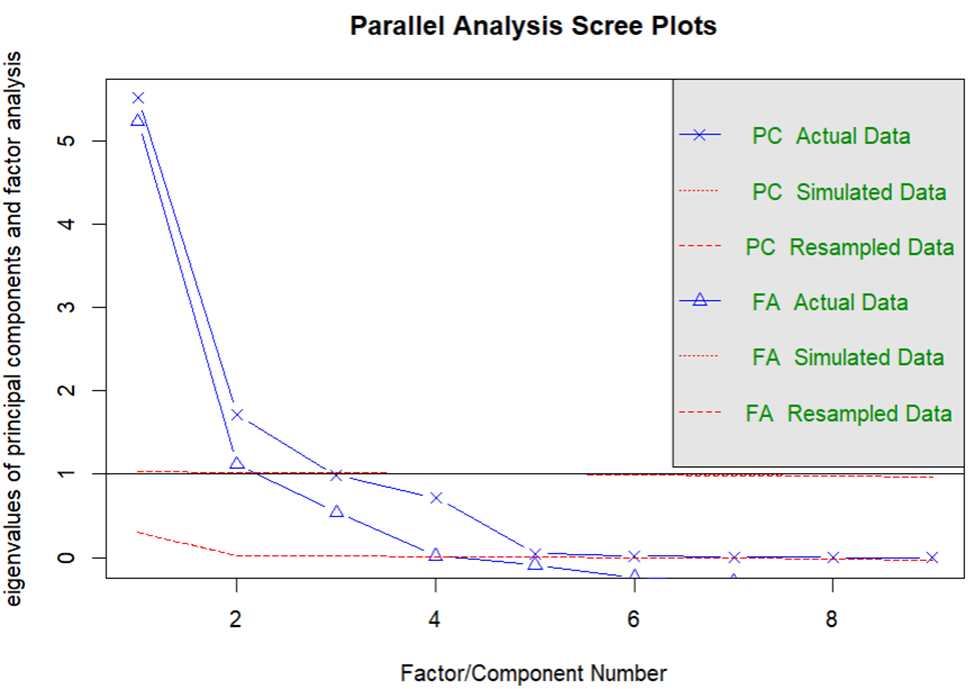 Parallel Analysis Scree Plots
eigenvalues of principal components and factor analysis
5
4
3
2
1
0
PC Actual Data
PC Simulated Data
PC Resampled Data
FA Actual Data
FA Simulated Data
FA Resampled Data
2 4 6 8
Factor/Component Number